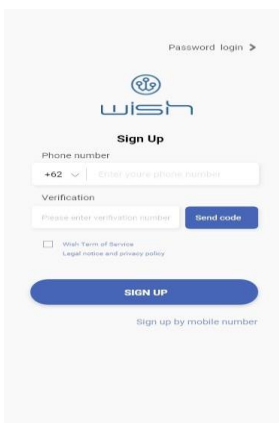 Password login >
wish
Sign Up
Phone number
+62
Enter youre phone number
Verification
Please enter verification number
Send code
Wish Term of Service
Legal notice and privacy policy
SIGN UP
Sign up by mobile number